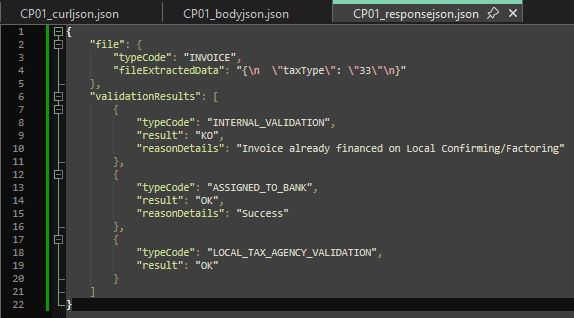 CP01_curljson.json CP01_bodyjson.json CP01_responsejson.json
1 {
2 "file": {
3 "typeCode": "INVOICE",
4 "fileExtractedData": "{\n  \"taxType\": \"33\"\n}"
5 },
6 "validationResults": [
7 {
8 "typeCode": "INTERNAL_VALIDATION",
9 "result": "KO",
10 "reasonDetails": "Invoice already financed on Local Confirming/Factoring"
11 },
12 {
13 "typeCode": "ASSIGNED_TO_BANK",
14 "result": "OK",
15 "reasonDetails": "Success"
16 },
17 {
18 "typeCode": "LOCAL_TAX_AGENCY_VALIDATION",
19 "result": "OK"
20 }
21 ]
22 }